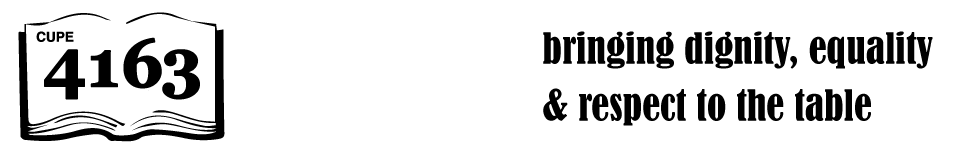 CUPE
4163
bringing dignity, equality
& respect to the table